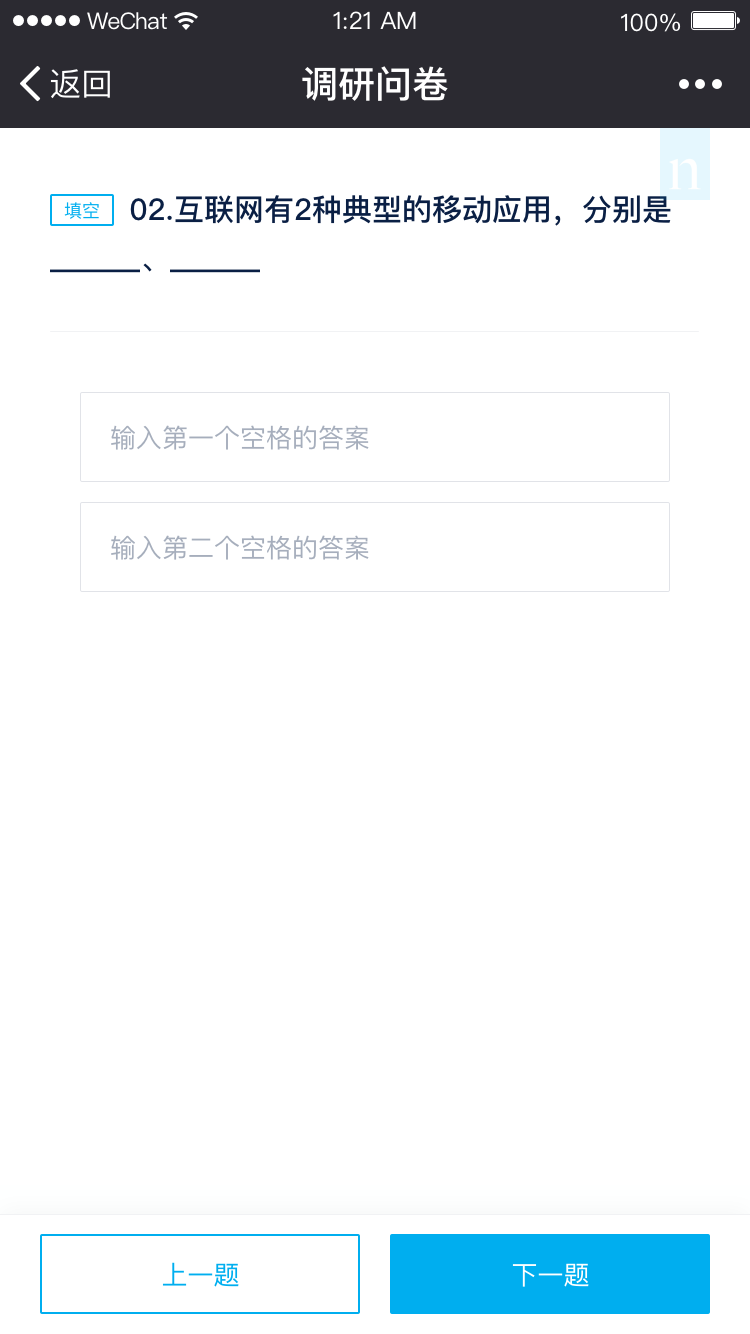 WeChat 1:21 AM 100%
返回 调研问卷
n
填空 02.互联网有2种典型的移动应用，分别是
______、______
输入第一个空格的答案
输入第二个空格的答案
上一题 下一题